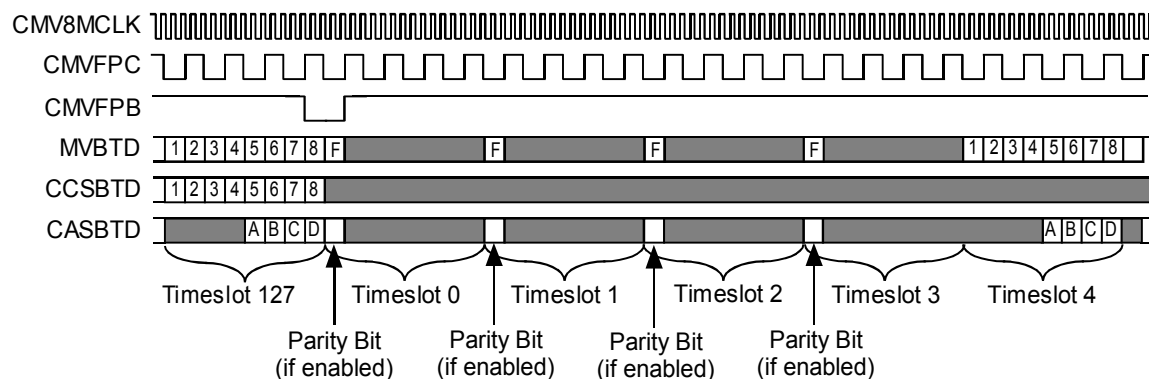 CMV8MCLK
CMVFPC
CMVFPB
MVBTD 1 2 3 4 5 6 7 8 F F F F 1 2 3 4 5 6 7 8
CCSBTD 1 2 3 4 5 6 7 8
CASBTD A B C D A B C D
Timeslot 127 Timeslot 0 Timeslot 1 Timeslot 2 Timeslot 3 Timeslot 4
Parity Bit Parity Bit Parity Bit Parity Bit
(if enabled) (if enabled) (if enabled) (if enabled)